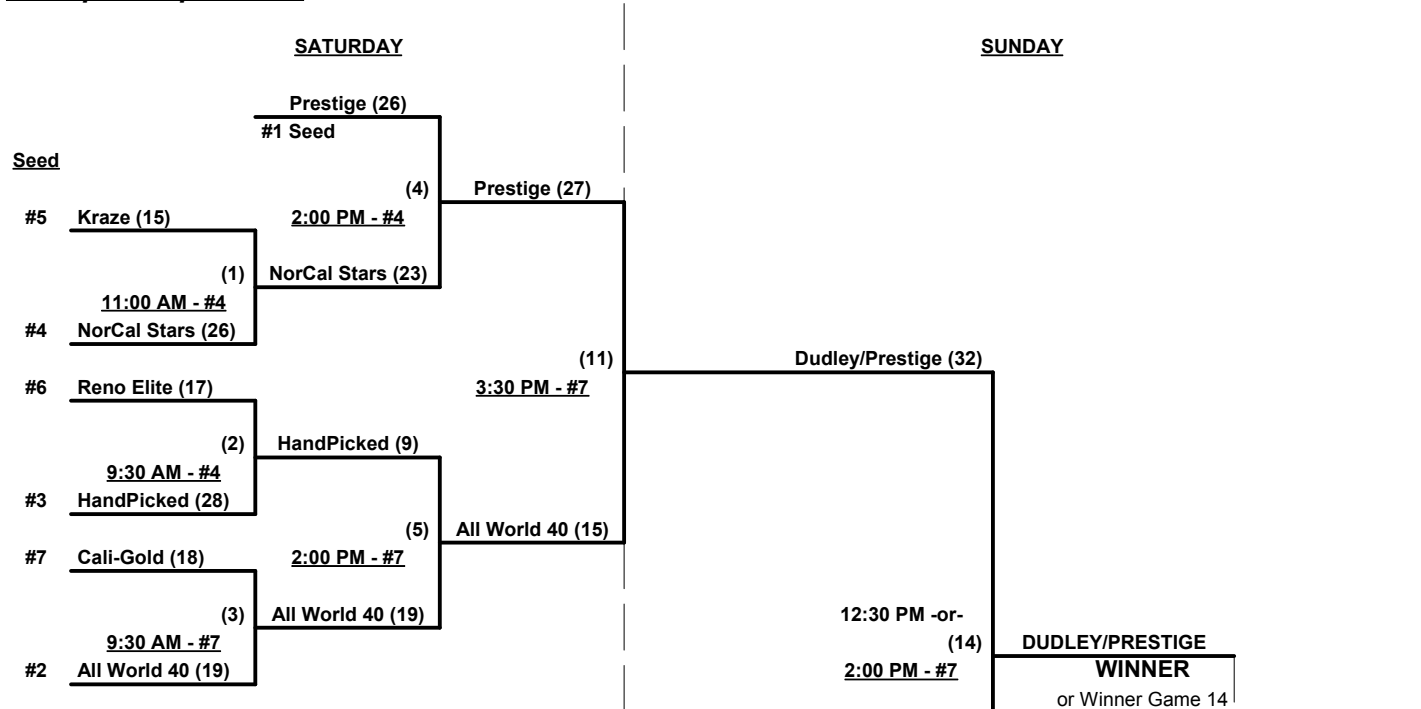 SATURDAY SUNDAY
Prestige (26)
#1 Seed
Seed
(4) Prestige (27)
#5 Kraze (15) 2:00 PM - #4
(1) NorCal Stars (23)
11:00 AM - #4
#4 NorCal Stars (26)
(11) Dudley/Prestige (32)
#6 Reno Elite (17) 3:30 PM - #7
(2) HandPicked (9)
9:30 AM - #4
#3 HandPicked (28)
(5) All World 40 (15)
#7 Cali-Gold (18) 2:00 PM - #7
(3) All World 40 (19) 12:30 PM -or-
9:30 AM - #7 (14) DUDLEY/PRESTIGE
#2 All World 40 (19) 2:00 PM - #7 WINNER
or Winner Game 14